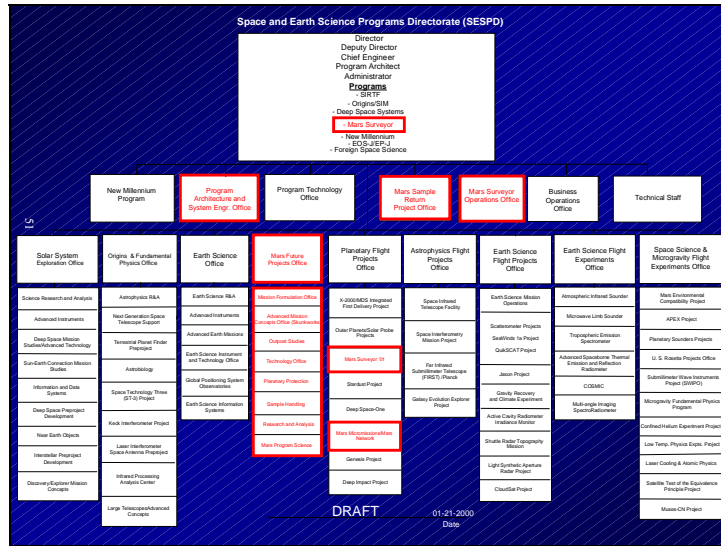 Space and Earth Science Programs Directorate (SESPD)
Director
Deputy Director
Chief Engineer
Program Architect
Administrator
Programs
- SIRTF
- Origins/SIM
- Deep Space Systems
- Mars Surveyor
- New Millennium
- EOS-J/EP-J
- Foreign Space Science
New Millennium
Program
Program
Architecture and
System Engr. Office
Program Technology
Office
Mars Sample
Return
Project Office
Mars Surveyor
Operations Office
Business
Operations
Office
Technical Staff
51
Solar System
Exploration Office
Science Research and Analysis
Advanced Instruments
Deep Space Mission
Studies/Advanced Technology
Sun-Earth Connection Mission
Studies
Information and Data
Systems
Deep Space Preproject
Development
Near Earth Objects
Interstellar Preproject
Development
Discovery/Explorer Mission
Concepts
Origins & Fundamental
Physics Office
Astrophysics R&A
Next Generation Space
Telescope Support
Terrestrial Planet Finder
Preproject
Astrobiology
Space Technology Three
(ST-3) Project
Keck Interferometer Project
Laser Interferometer
Space Antenna Preproject
Infrared Processing
Analysis Center
Large Telescopes/Advanced
Concepts
Earth Science
Office
Earth Science R&A
Advanced Instruments
Advanced Earth Missions
Earth Science Instrument
and Technology Office
Global Positioning System
Observatories
Earth Science Information
Systems
Mars Future
Projects Office
Mission Formulation Office
Advanced Mission
Concepts Office (Skunkworks
Outpost Studies
Technology Office
Planetary Protection
Sample Handling
Research and Analysis
Mars Program Science
Planetary Flight
Projects
Office
X-2000/MDS Integrated
First Delivery Project
Outer Planets/Solar Probe
Projects
Mars Surveyor '01
Stardust Project
Deep Space-One
Mars Micromissions/Mars
Network
Genesis Project
Deep Impact Project
Astrophysics Flight
Projects
Office
Space Infrared
Telescope Facility
Space Interferometry
Mission Project
Far Infrared
Submillimeter Telescope
(FIRST) /Planck
Galaxy Evolution Explorer
Project
Earth Science
Flight Projects
Office
Earth Science Mission
Operations
Scatterometer Projects
SeaWinds 1a Project
QuikSCAT Project
Jason Project
Gravity Recovery
and Climate Experiment
Active Cavity Radiometer
Irradiance Monitor
Shuttle Radar Topography
Mission
Light Synthetic Aperture
Radar Project
CloudSat Project
Earth Science Flight
Experiments
Office
Atmospheric Infrared Sounder
Microwave Limb Sounder
Tropospheric Emission
Spectrometer
Advanced Spaceborne Thermal
Emission and Reflection
Radiometer
COSMIC
Multi-angle Imaging
SpectroRadiometer
Space Science &
Microgravity Flight
Experiments Office
Mars Environmental
Compatibility Project
APEX Project
Planetary Sounders Project
U. S. Rosetta Projects Office
Submillimeter Wave Instruments
Project (SWIPO)
Microgravity Fundamental Physics
Program
Confined Helium Experiment Project
Low Temp. Physics Expts. Project
Laser Cooling & Atomic Physics
Satellite Test of the Equivalence
Principle Project
Muses-CN Project
DRAFT
01-21-2000
Date